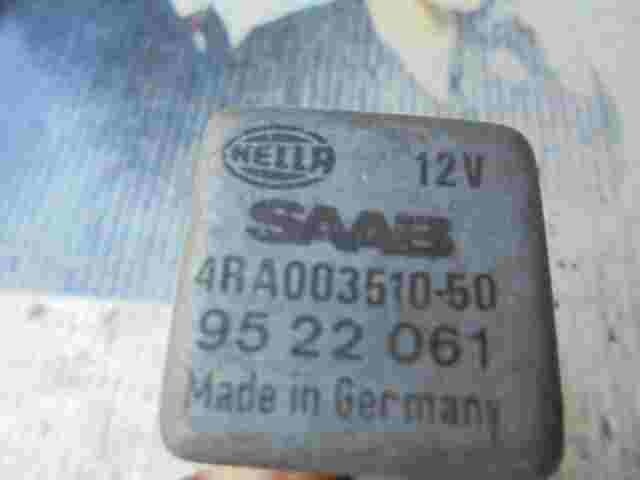 HELLA 12V
SAAB
4RA003510-50
95 22 061
Made in Germany